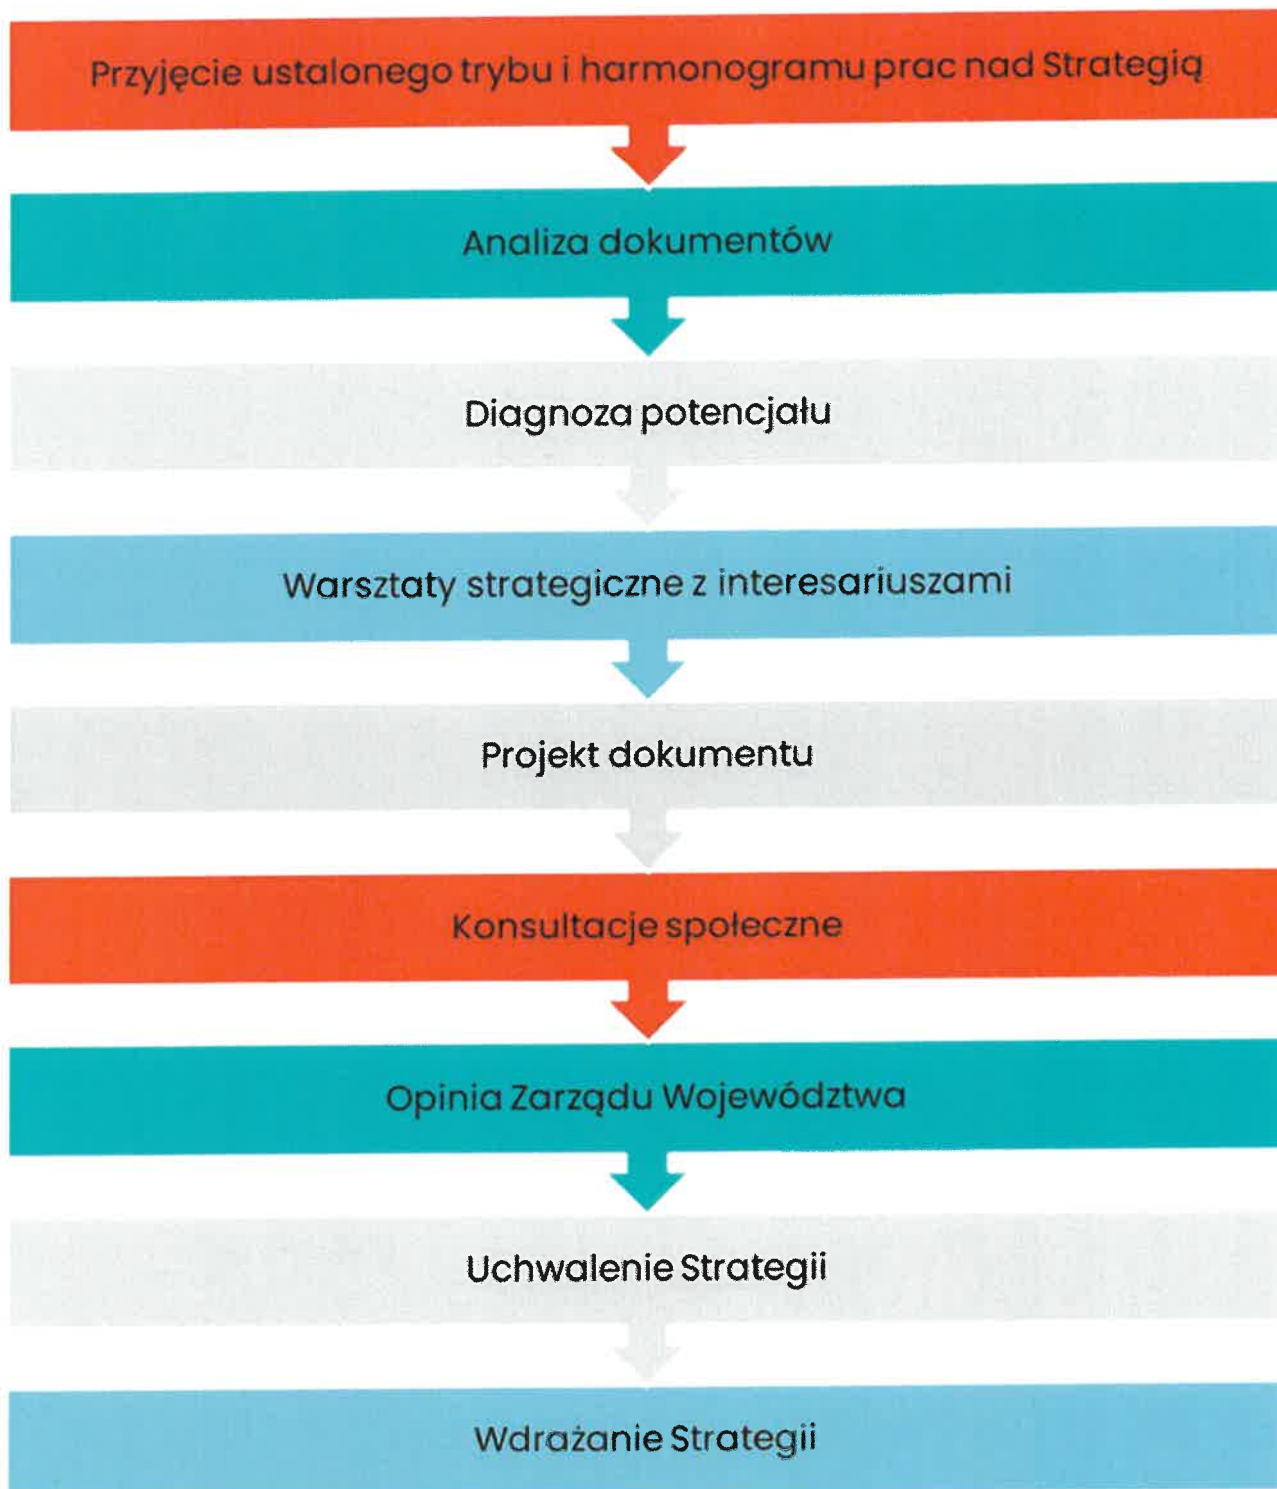 Przyjęcie ustalonego trybu i harmonogramu prac nad Strategią
Analiza dokumentów
Diagnoza potencjału
Warsztaty strategiczne z interesariuszami
Projekt dokumentu
Konsultacje społeczne
Opinia Zarządu Województwa
Uchwalenie Strategii
Wdrażanie Strategii